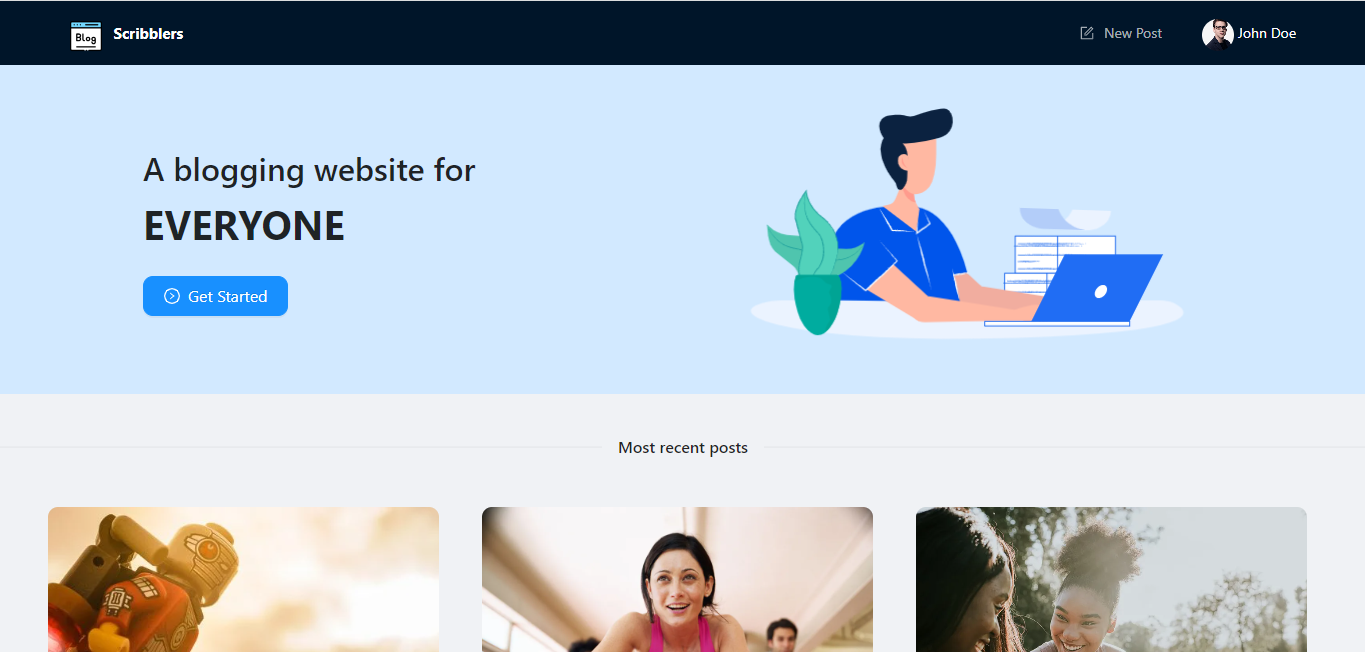 Blog
Scribblers
New Post
John Doe
A blogging website for
EVERYONE
Get Started
Most recent posts